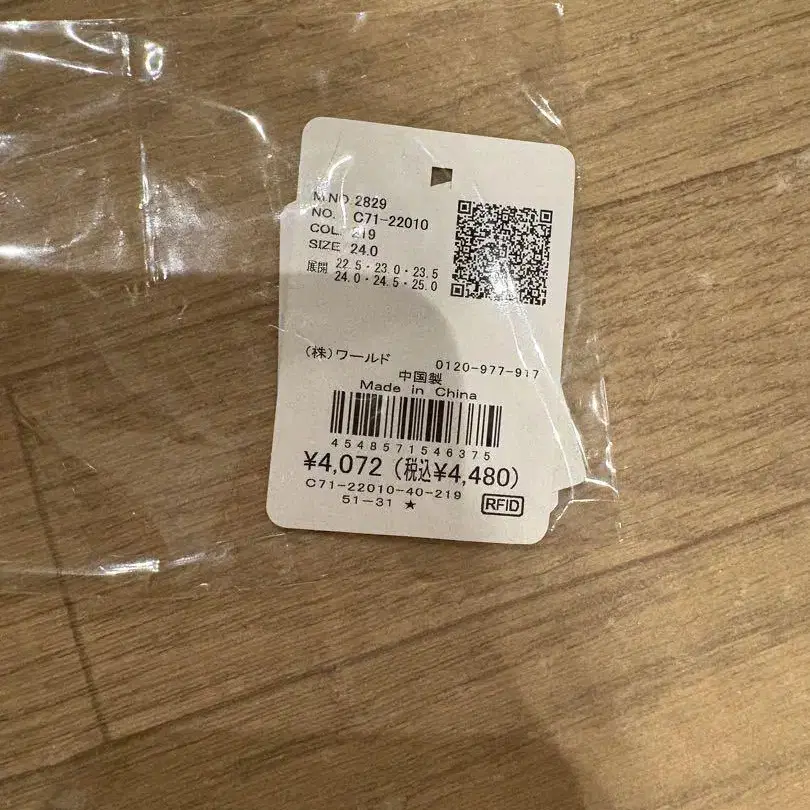 M.NO. 2829
NO. C71-22010
COL. 219
SIZE 24.0
展開 22.5・23.0・23.5
24.0・24.5・25.0
(株)ワールド 0120-977-917
中国製
Made in China
4548571546375
¥4,072 (税込¥4,480)
C71-22010-40-219
51-31 ★
RFID